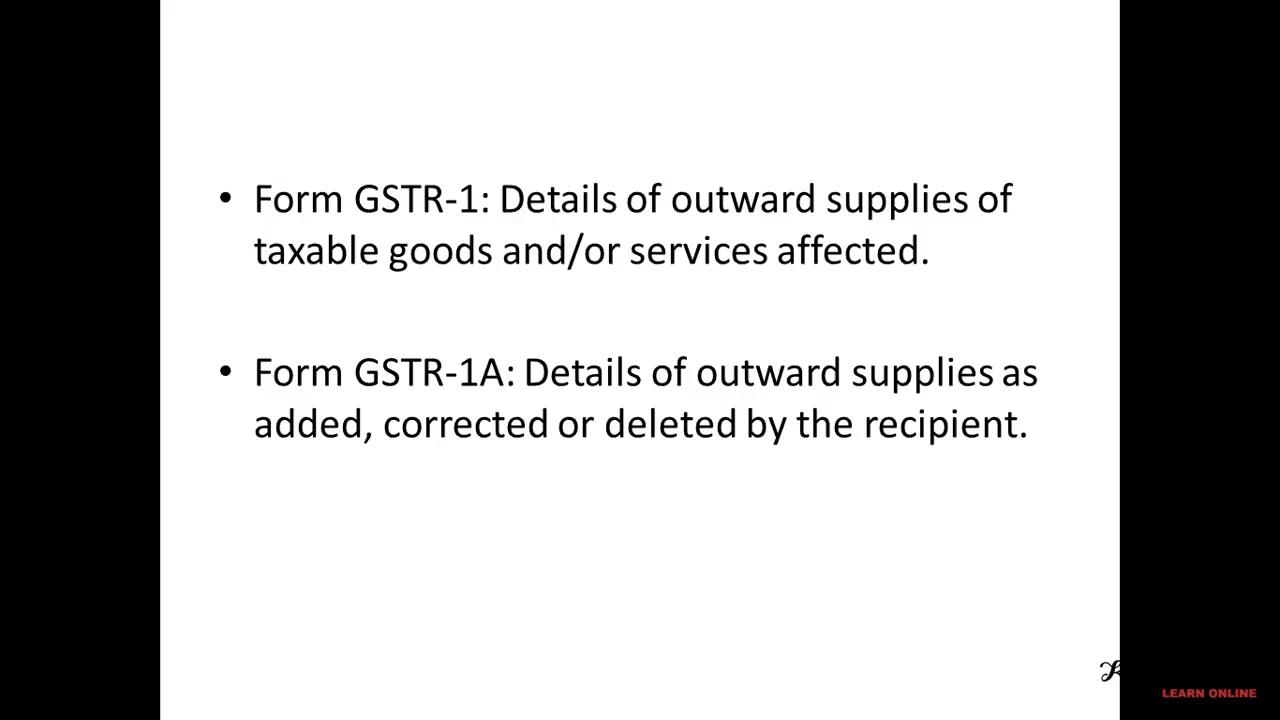 • Form GSTR-1: Details of outward supplies of
taxable goods and/or services affected.
• Form GSTR-1A: Details of outward supplies as
added, corrected or deleted by the recipient.
LEARN ONLINE